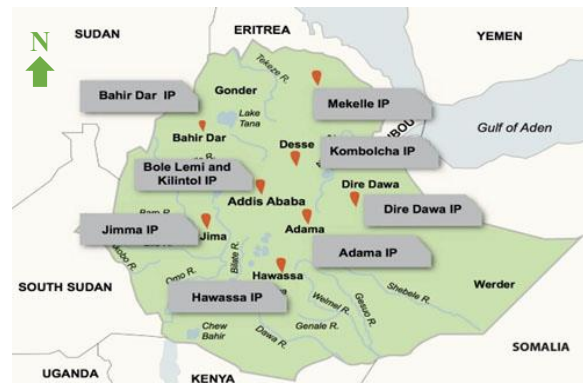 SUDAN
ERITREA
YEMEN
N
Tekeze R.
Bahir Dar IP
Gonder
Mekelle IP
Lake
Tana
Gulf of Aden
Bahir Dar
Desse
Kombolcha IP
Bole Lemi and
Kilintol IP
Dire Dawa
Addis Ababa
Dire Dawa IP
Jimma IP
Jima
Adama
Adama IP
Bilate R.
Omo R.
Hawassa
SOUTH SUDAN
Hawassa IP
Weimel R.
Gesuo R.
Shebele R.
Werder
Chew
Bahir
Dawa R.
Genale R.
SOMALIA
UGANDA
KENYA